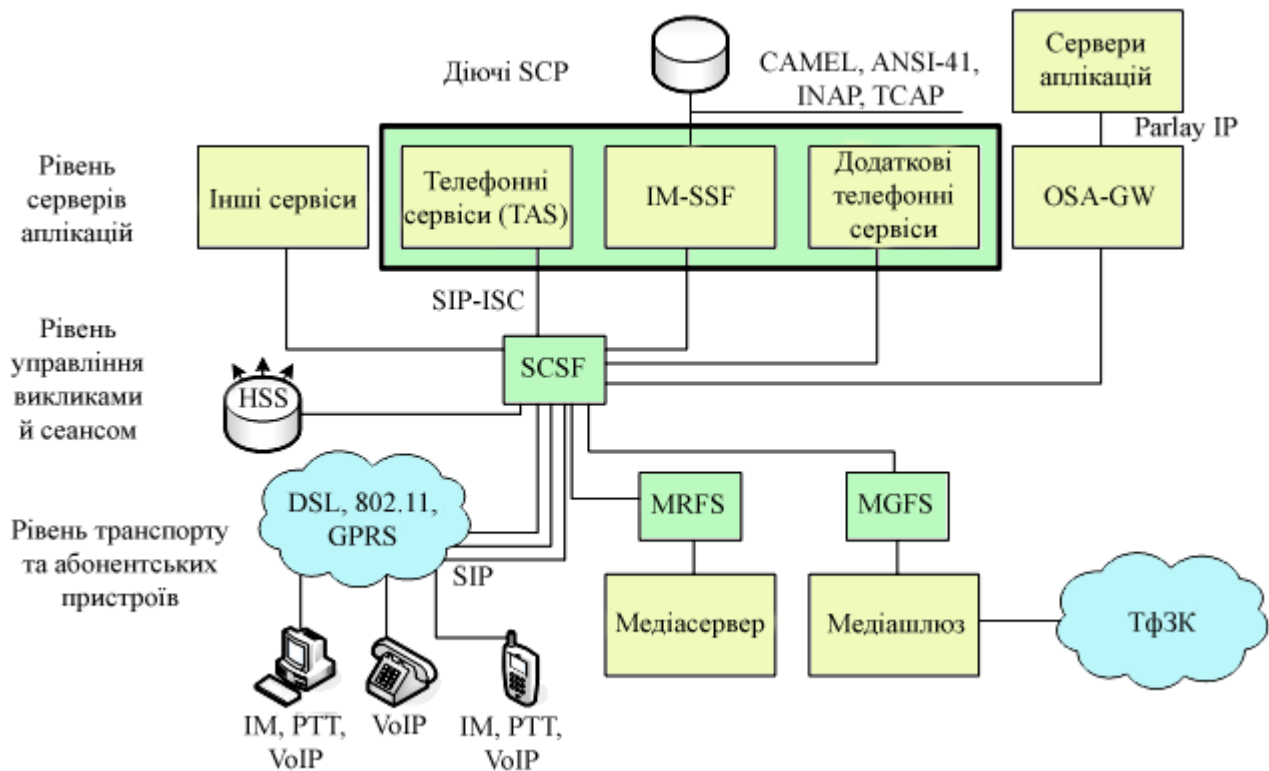 Діючі SCP
CAMEL, ANSI-41,
INAP, TCAP
Сервери
аплікацій
Parlay IP
Рівень
серверів
аплікацій
Інші сервіси
Телефонні
сервіси (TAS)
IM-SSF
Додаткові
телефонні
сервіси
OSA-GW
SIP-ISC
Рівень
управління
викликами
й сеансом
SCSF
HSS
DSL, 802.11,
GPRS
MRFS
MGFS
Рівень транспорту
та абонентських
пристроїв
SIP
Медіасервер
Медіашлюз
ТфЗК
IM, PTT,
VoIP
VoIP
IM, PTT,
VoIP